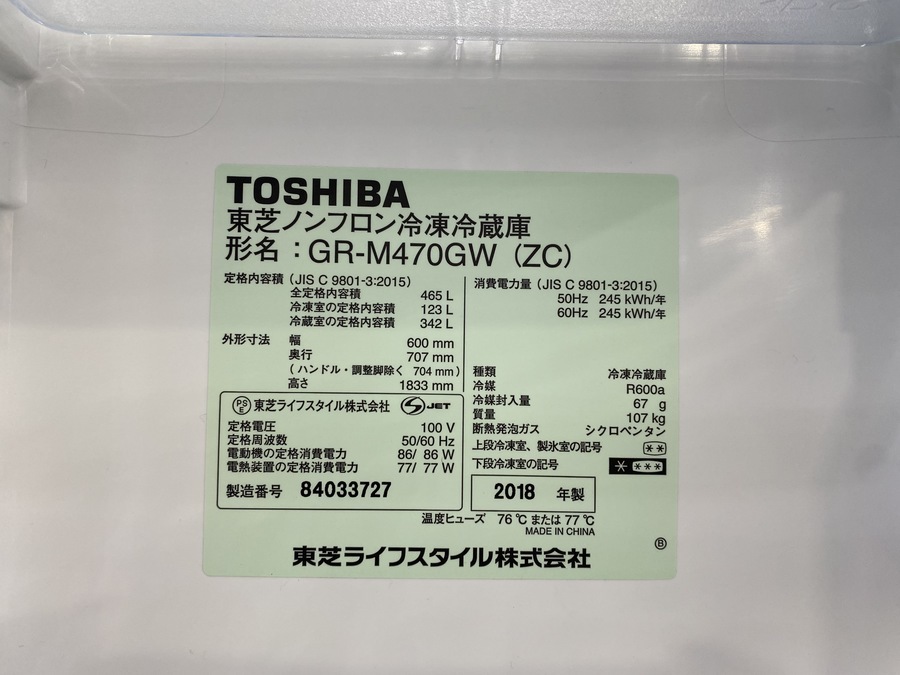 TOSHIBA
東芝ノンフロン冷凍冷蔵庫
形名：GR-M470GW (ZC)
定格内容積 (JIS C 9801-3:2015)
全定格内容積 465 L
冷凍室の定格内容積 123 L
冷蔵室の定格内容積 342 L
外形寸法 幅 600 mm
奥行 707 mm
(ハンドル・調整脚除く 704 mm)
高さ 1833 mm
消費電力量 (JIS C 9801-3:2015)
50Hz 245 kWh/年
60Hz 245 kWh/年
種類 冷凍冷蔵庫
冷媒 R600a
冷媒封入量 67 g
質量 107 kg
断熱発泡ガス シクロペンタン
上段冷凍室、製氷室の記号 **
下段冷凍室の記号 * ***
PSE 東芝ライフスタイル株式会社 JET
定格電圧 100 V
定格周波数 50/60 Hz
電動機の定格消費電力 86/ 86 W
電熱装置の定格消費電力 77/ 77 W
製造番号 84033727
2018 年製
温度ヒューズ 76 ℃ または 77 ℃
MADE IN CHINA
Ⓑ
東芝ライフスタイル株式会社